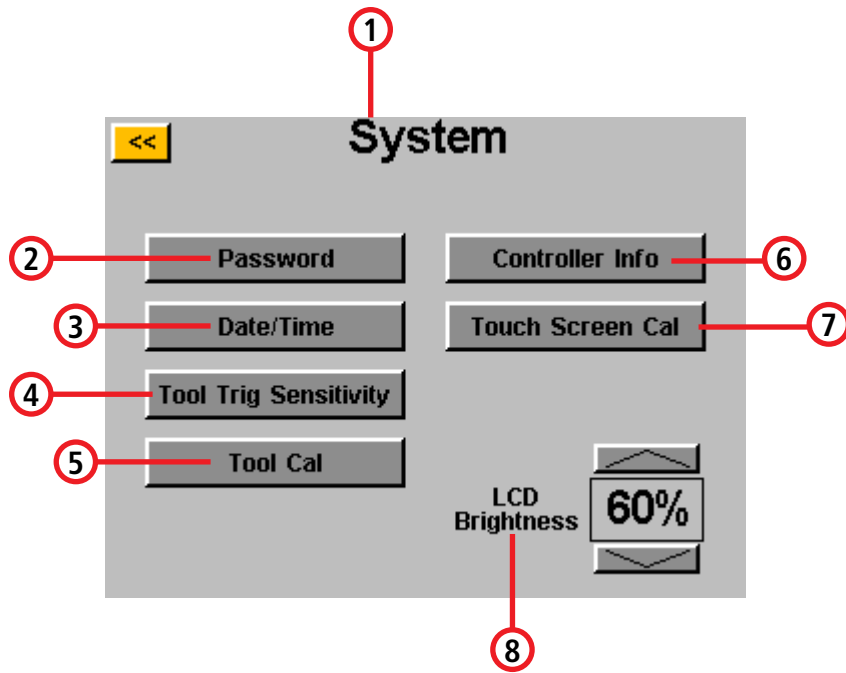 1
<< System
2 Password Controller Info 6
3 Date/Time Touch Screen Cal 7
4 Tool Trig Sensitivity
5 Tool Cal
LCD
Brightness 60%
8